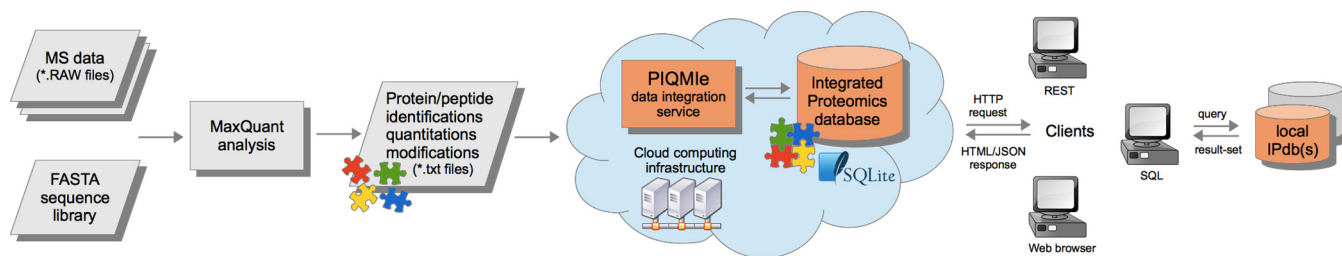 MS data
(*.RAW files)
FASTA
sequence
library
MaxQuant
analysis
Protein/peptide
identifications
quantitations
modifications
(*.txt files)
PIQMIe
data integration
service
Integrated
Proteomics
database
Cloud computing
infrastructure
SQLite
HTTP
request
HTML/JSON
response
REST
Clients
Web browser
SQL
query
result-set
local
IPdb(s)